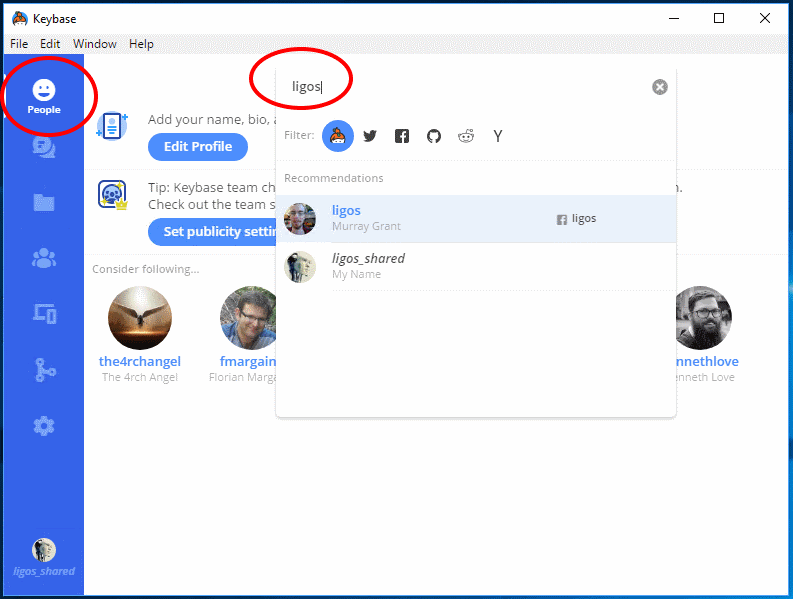 Keybase
File Edit Window Help
People
ligos
Add your name, bio, a
Edit Profile
Filter:
Y
Recommendations
Tip: Keybase team ch
n.
Check out the team s
Set publicity settin
ligos
Murray Grant
ligos
ligos_shared
My Name
Consider following...
the4rchangel
The 4rch Angel
fmargain
Florian Marga
nnethlove
enneth Love
ligos_shared